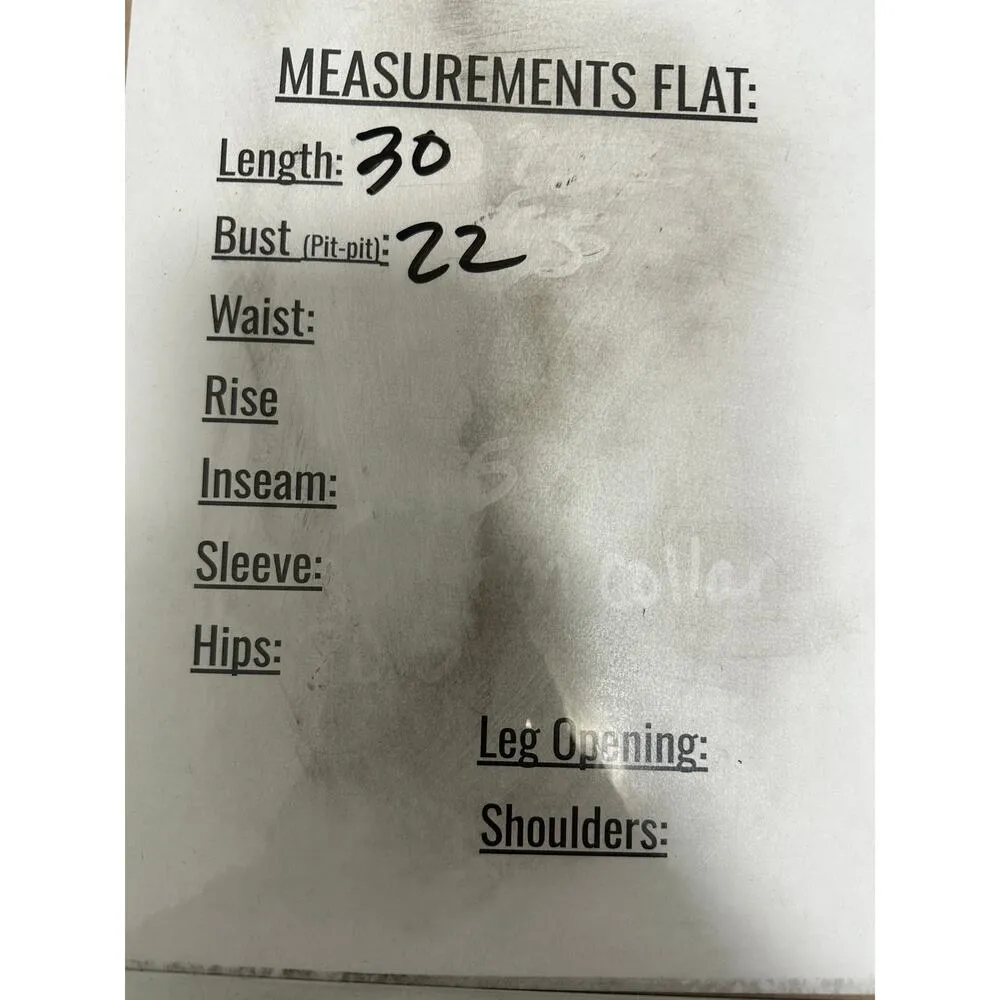 MEASUREMENTS FLAT:
Length: 30
Bust (Pit-pit): 22
Waist:
Rise
Inseam:
Sleeve:
Hips:
Leg Opening:
Shoulders: